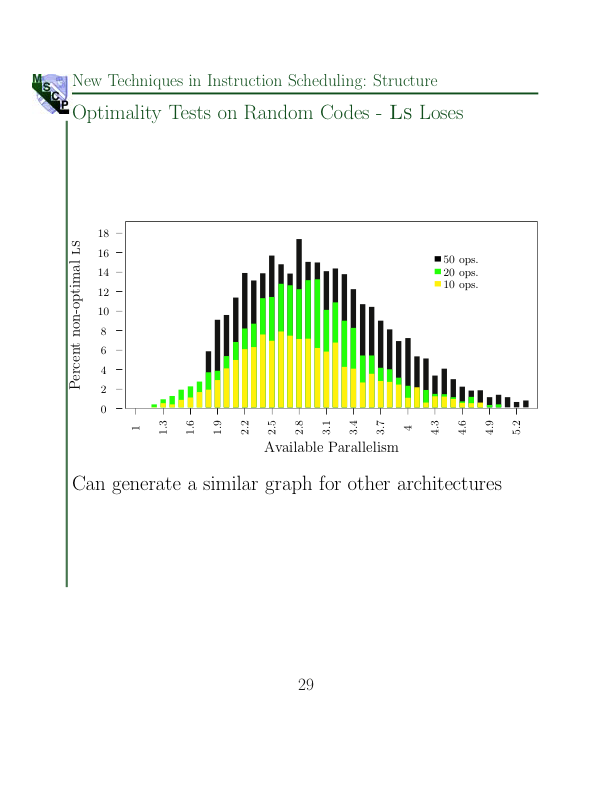 MSCP
New Techniques in Instruction Scheduling: Structure
Optimality Tests on Random Codes - LS Loses
Percent non-optimal LS
18
16
14
12
10
8
6
4
2
0
50 ops.
20 ops.
10 ops.
1 1.3 1.6 1.9 2.2 2.5 2.8 3.1 3.4 3.7 4 4.3 4.6 4.9 5.2
Available Parallelism
Can generate a similar graph for other architectures
29